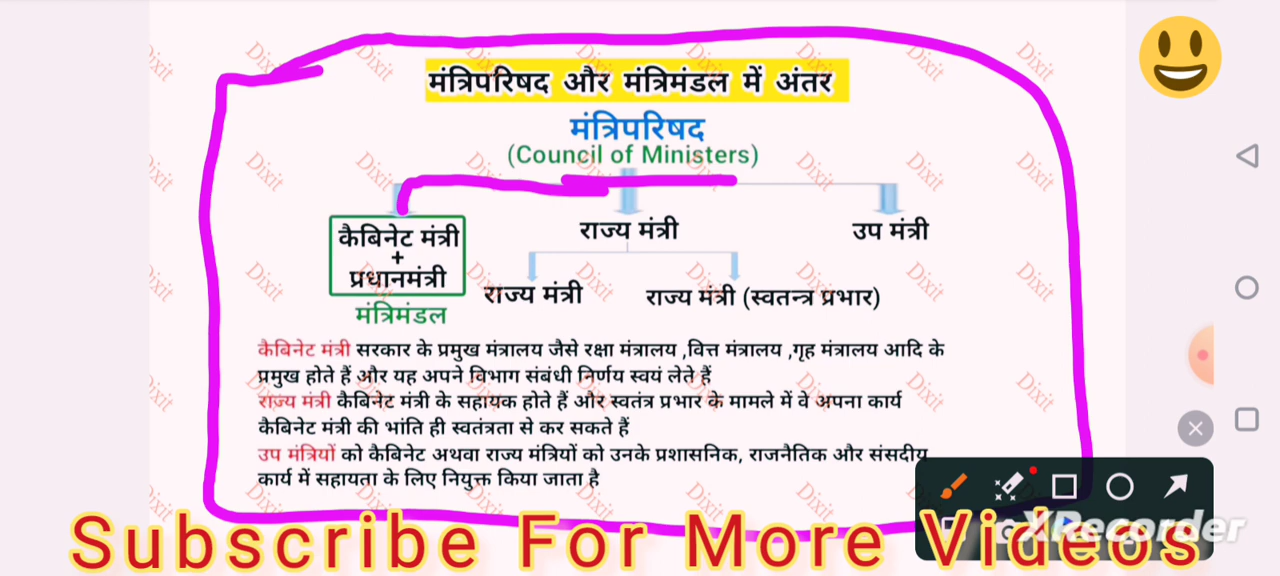 मंत्रिपरिषद और मंत्रिमंडल में अंतर
मंत्रिपरिषद
(Council of Ministers)
कैबिनेट मंत्री
+
प्रधानमंत्री
मंत्रिमंडल
राज्य मंत्री
उप मंत्री
राज्य मंत्री
राज्य मंत्री (स्वतन्त्र प्रभार)
कैबिनेट मंत्री सरकार के प्रमुख मंत्रालय जैसे रक्षा मंत्रालय ,वित्त मंत्रालय ,गृह मंत्रालय आदि के
प्रमुख होते हैं और यह अपने विभाग संबंधी निर्णय स्वयं लेते हैं
राज्य मंत्री कैबिनेट मंत्री के सहायक होते हैं और स्वतंत्र प्रभार के मामले में वे अपना कार्य
कैबिनेट मंत्री की भांति ही स्वतंत्रता से कर सकते हैं
उप मंत्रियों को कैबिनेट अथवा राज्य मंत्रियों को उनके प्रशासनिक, राजनैतिक और संसदीय
कार्य में सहायता के लिए नियुक्त किया जाता है
Dixit
Subscribe For More Videos
XRecorder